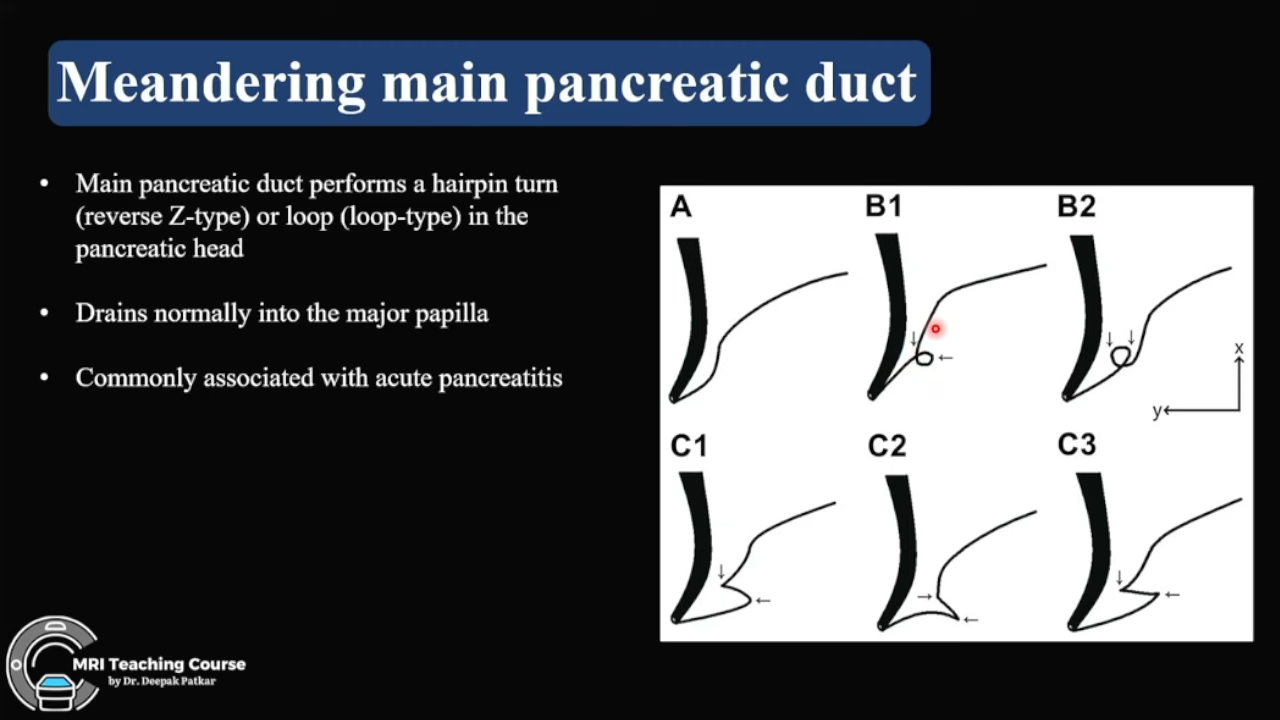 Meandering main pancreatic duct
• Main pancreatic duct performs a hairpin turn
(reverse Z-type) or loop (loop-type) in the
pancreatic head
• Drains normally into the major papilla
• Commonly associated with acute pancreatitis
A B1 B2
x
y
C1 C2 C3
MRI Teaching Course
by Dr. Deepak Patkar